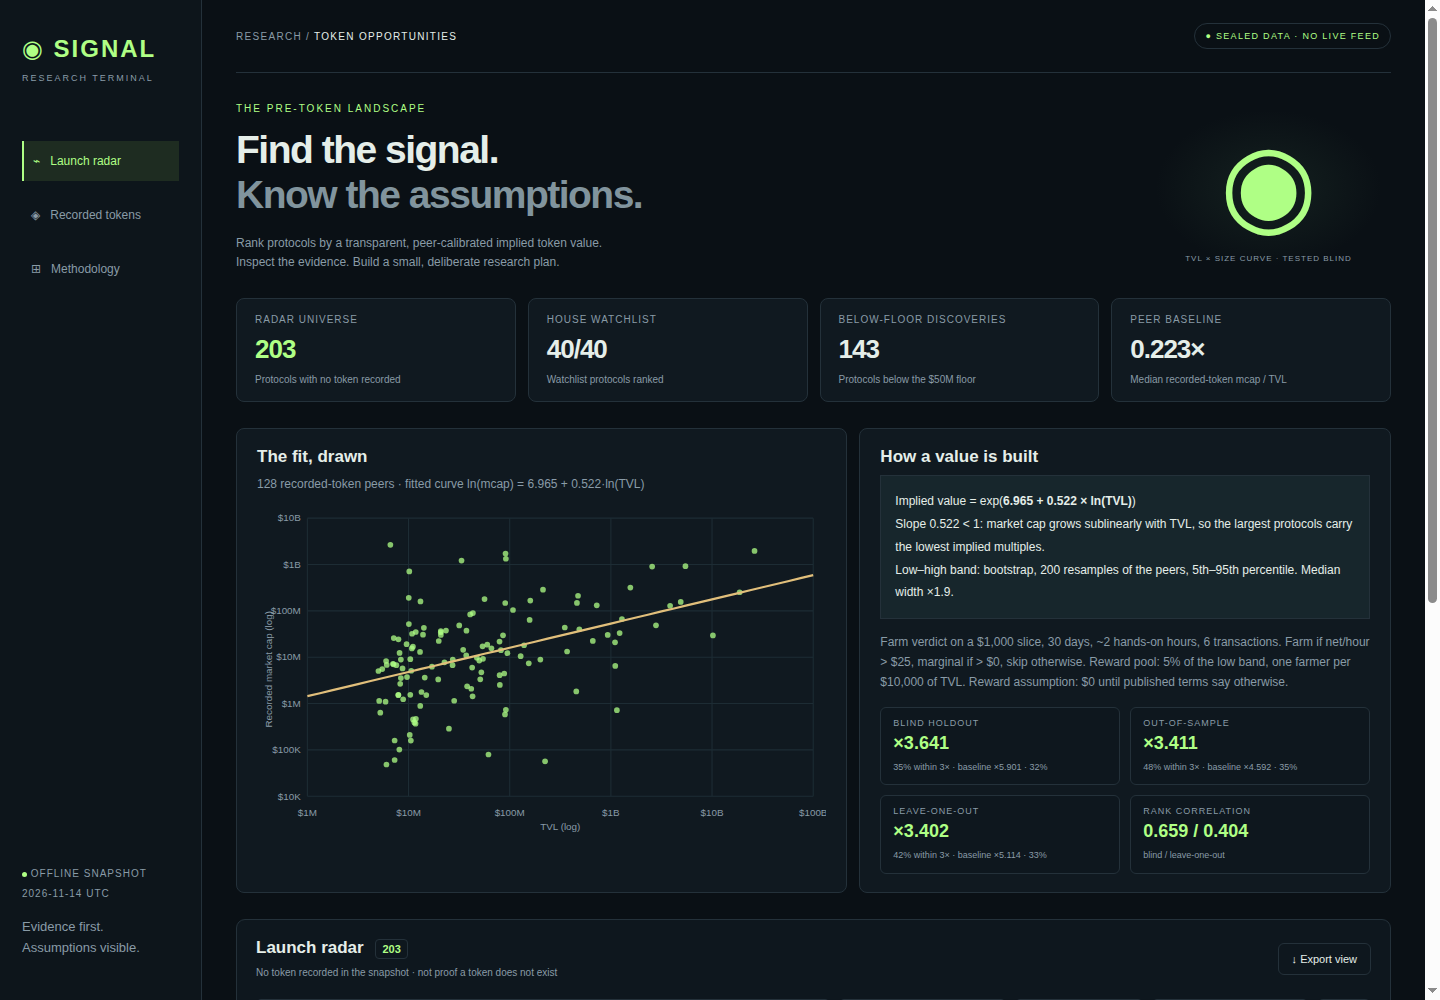 ◉ SIGNAL
RESEARCH TERMINAL
⌁ Launch radar
◈ Recorded tokens
⊞ Methodology
● OFFLINE SNAPSHOT
2026-11-14 UTC
Evidence first.
Assumptions visible.
RESEARCH / TOKEN OPPORTUNITIES
● SEALED DATA · NO LIVE FEED
THE PRE-TOKEN LANDSCAPE
Find the signal.
Know the assumptions.
Rank protocols by a transparent, peer-calibrated implied token value.
Inspect the evidence. Build a small, deliberate research plan.
TVL × SIZE CURVE · TESTED BLIND
RADAR UNIVERSE
203
Protocols with no token recorded
HOUSE WATCHLIST
40/40
Watchlist protocols ranked
BELOW-FLOOR DISCOVERIES
143
Protocols below the $50M floor
PEER BASELINE
0.223×
Median recorded-token mcap / TVL
The fit, drawn
128 recorded-token peers · fitted curve ln(mcap) = 6.965 + 0.522·ln(TVL)
$10B
$1B
$100M
$10M
$1M
$100K
$10K
Recorded market cap (log)
$1M
$10M
$100M
$1B
$10B
$100B
TVL (log)
How a value is built
Implied value = exp(6.965 + 0.522 × ln(TVL))
Slope 0.522 < 1: market cap grows sublinearly with TVL, so the largest protocols carry
the lowest implied multiples.
Low–high band: bootstrap, 200 resamples of the peers, 5th–95th percentile. Median
width ×1.9.
Farm verdict on a $1,000 slice, 30 days, ~2 hands-on hours, 6 transactions. Farm if net/hour
> $25, marginal if > $0, skip otherwise. Reward pool: 5% of the low band, one farmer per
$10,000 of TVL. Reward assumption: $0 until published terms say otherwise.
BLIND HOLDOUT
×3.641
35% within 3× · baseline ×5.901 · 32%
OUT-OF-SAMPLE
×3.411
48% within 3× · baseline ×4.592 · 35%
LEAVE-ONE-OUT
×3.402
42% within 3× · baseline ×5.114 · 33%
RANK CORRELATION
0.659 / 0.404
blind / leave-one-out
Launch radar 203
No token recorded in the snapshot · not proof a token does not exist
↓ Export view